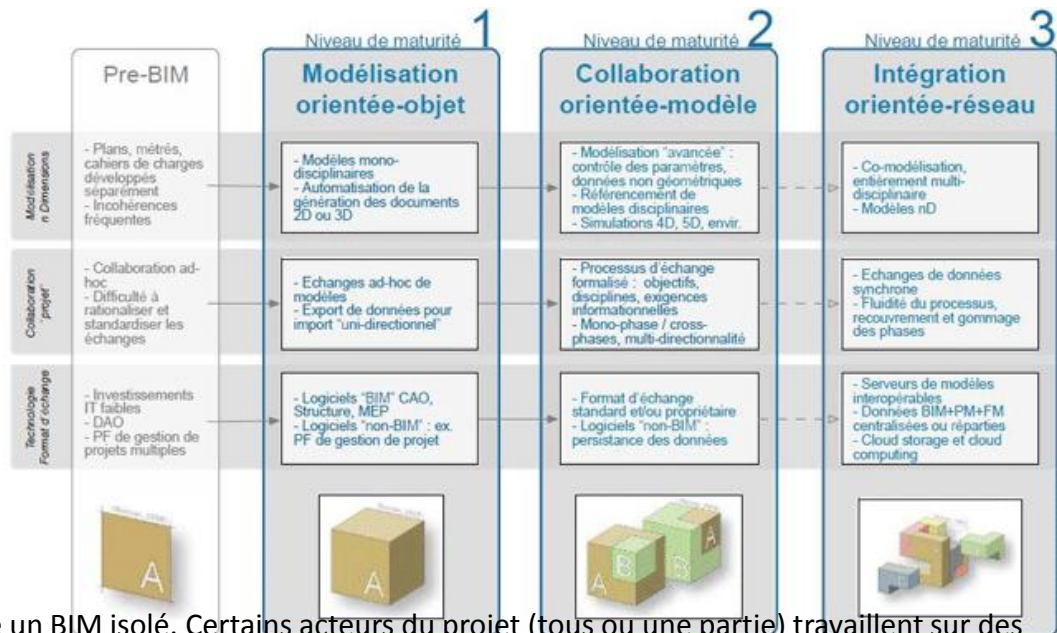 Niveau de maturité 1
Niveau de maturité 2
Niveau de maturité 3
Pre-BIM
Modélisation
orientée-objet
Collaboration
orientée-modèle
Intégration
orientée-réseau
Modélisation
n Dimensions
- Plans, métrés,
cahiers de charges
développés
séparément
- Incohérences
fréquentes
- Modèles mono-
disciplinaires
- Automatisation de la
génération des documents
2D ou 3D
- Modélisation "avancée" :
contrôle des paramètres,
données non géométriques
- Référencement de
modèles disciplinaires
- Simulations 4D, 5D, envir.
- Co-modélisation,
entièrement multi-
disciplinaire
- Modèles nD
Collaboration
"projet"
- Collaboration ad-
hoc
- Difficulté à
rationaliser et
standardiser les
échanges
- Echanges ad-hoc de
modèles
- Export de données pour
import "uni-directionnel"
- Processus d'échange
formalisé : objectifs,
disciplines, exigences
informationnelles
- Mono-phase / cross-
phases, multi-directionnalité
- Echanges de données
synchrone
- Fluidité du processus,
recouvrement et gommage
des phases
Technologie
Format d'échange
- Investissements
IT faibles
- DAO
- PF de gestion de
projets multiples
- Logiciels "BIM" CAO,
Structure, MEP
- Logiciels "non-BIM" : ex.
PF de gestion de projet
- Format d'échange
standard et/ou propriétaire
- Logiciels "non-BIM" :
persistance des données
- Serveurs de modèles
interopérables
- Données BIM+PM+FM
centralisées ou réparties
- Cloud storage et cloud
computing
A
A
A B B A
un BIM isolé. Certains acteurs du projet (tous ou une partie) travaillent sur des